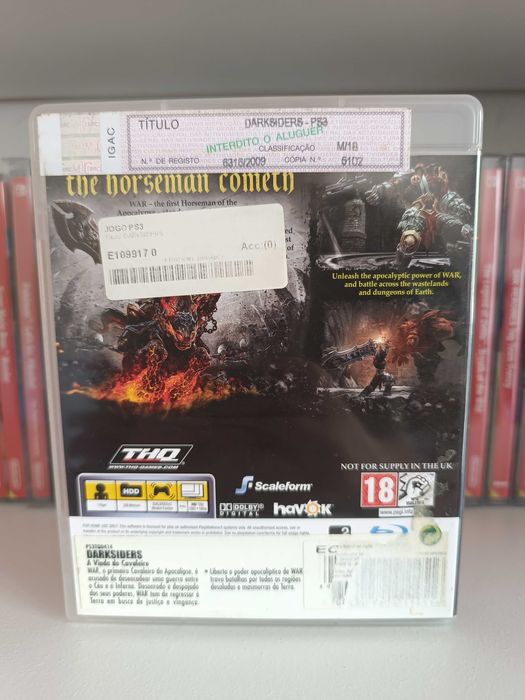 IGAC
TÍTULO DARKSIDERS - PS3
INTERDITO O ALUGUER
CLASSIFICAÇÃO M/18
N.º DE REGISTO 6316/2009 CÓPIA N.º 5102
the horseman cometh
WAR – the first Horseman of the
JOGO PS3
E109917 0 Acc:(0)
Unleash the apocalyptic power of WAR,
and battle across the wastelands
and dungeons of Earth.
THQ
WWW.THQ-GAMES.COM
HDD
Scaleform
DOLBY
DIGITAL
havok
NOT FOR SUPPLY IN THE UK
18
www.pegi.info
2
DARKSIDERS
A Vinda do Cavaleiro
WAR, o primeiro Cavaleiro do Apocalipse, é
acusado de desencadear uma guerra entre
o Céu e o Inferno. Desonrado e despojado
dos seus poderes, WAR tem de regressar à
Terra em busca de justiça e vingança.
• Liberta o poder apocalíptico de WAR
trava batalhas por todas as regiões
desoladas e masmorras da Terra.